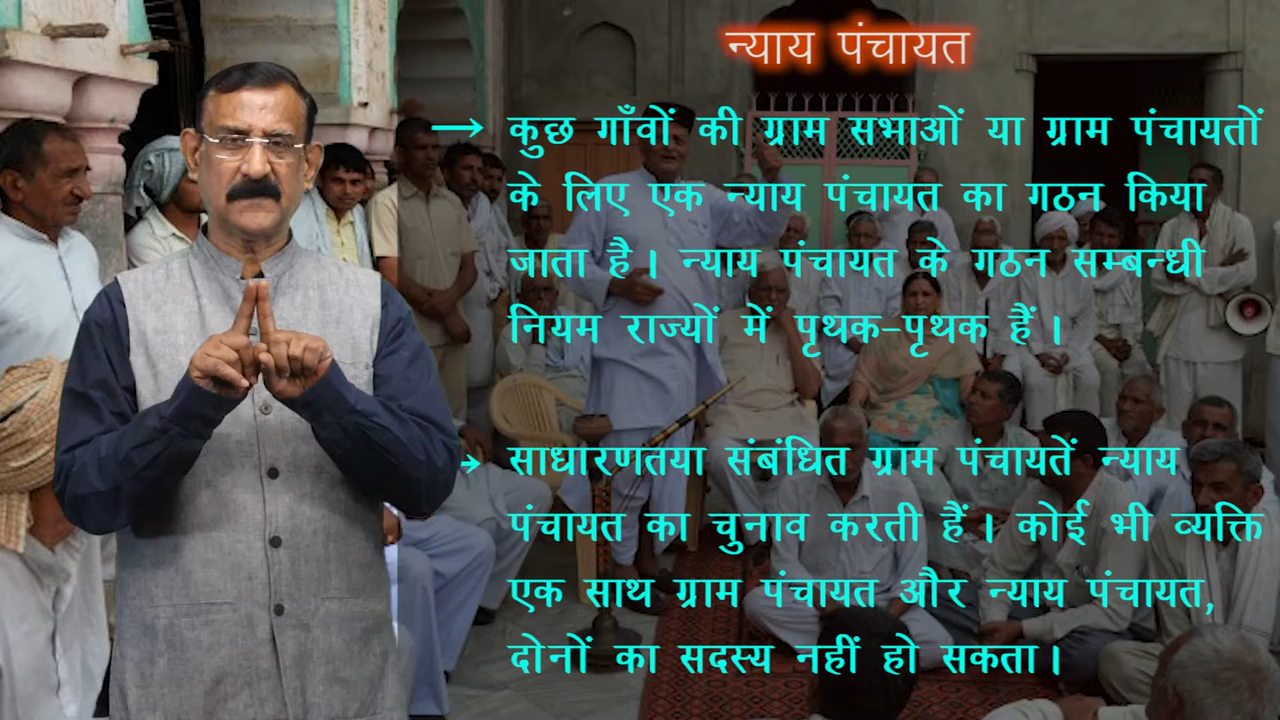 न्याय पंचायत
→ कुछ गाँवों की ग्राम सभाओं या ग्राम पंचायतों
के लिए एक न्याय पंचायत का गठन किया
जाता है। न्याय पंचायत के गठन सम्बन्धी
नियम राज्यों में पृथक-पृथक हैं।
→ साधारणतया संबंधित ग्राम पंचायतें न्याय
पंचायत का चुनाव करती हैं। कोई भी व्यक्ति
एक साथ ग्राम पंचायत और न्याय पंचायत,
दोनों का सदस्य नहीं हो सकता।